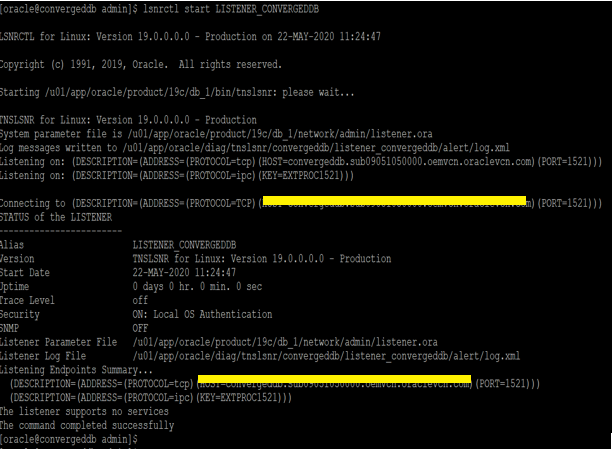 [oracle@convergeddb admin]$ lsnrctl start LISTENER_CONVERGEDDB
LSNRCTL for Linux: Version 19.0.0.0.0 - Production on 22-MAY-2020 11:24:47
Copyright (c) 1991, 2019, Oracle. All rights reserved.
Starting /u01/app/oracle/product/19c/db_1/bin/tnslsnr: please wait...
TNSLSNR for Linux: Version 19.0.0.0.0 - Production
System parameter file is /u01/app/oracle/product/19c/db_1/network/admin/listener.ora
Log messages written to /u01/app/oracle/diag/tnslsnr/convergeddb/listener_convergeddb/alert/log.xml
Listening on: (DESCRIPTION=(ADDRESS=(PROTOCOL=tcp)(HOST=convergeddb.sub09051050000.oemvcn.oraclevcn.com)(PORT=1521)))
Listening on: (DESCRIPTION=(ADDRESS=(PROTOCOL=ipc)(KEY=EXTPROC1521)))
Connecting to (DESCRIPTION=(ADDRESS=(PROTOCOL=TCP)( m)(PORT=1521)))
STATUS of the LISTENER
------------------------
Alias LISTENER_CONVERGEDDB
Version TNSLSNR for Linux: Version 19.0.0.0.0 - Production
Start Date 22-MAY-2020 11:24:47
Uptime 0 days 0 hr. 0 min. 0 sec
Trace Level off
Security ON: Local OS Authentication
SNMP OFF
Listener Parameter File /u01/app/oracle/product/19c/db_1/network/admin/listener.ora
Listener Log File /u01/app/oracle/diag/tnslsnr/convergeddb/listener_convergeddb/alert/log.xml
Listening Endpoints Summary...
(DESCRIPTION=(ADDRESS=(PROTOCOL=tcp)( )(PORT=1521)))
(DESCRIPTION=(ADDRESS=(PROTOCOL=ipc)(KEY=EXTPROC1521)))
The listener supports no services
The command completed successfully
[oracle@convergeddb admin]$